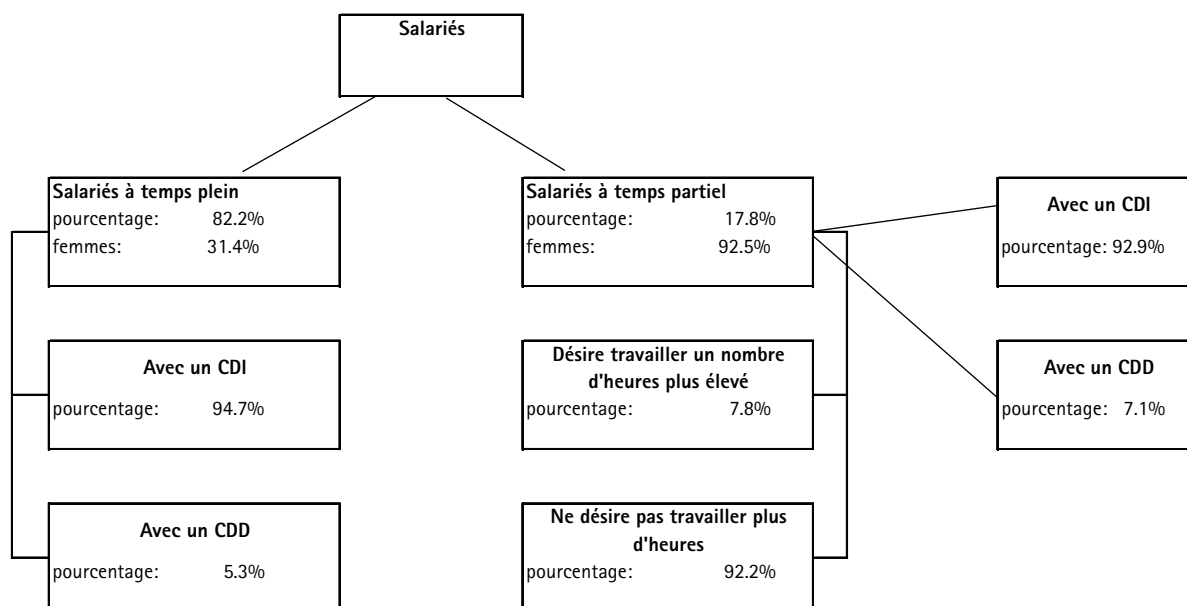 Salariés
Salariés à temps plein
pourcentage: 82.2%
femmes: 31.4%
Salariés à temps partiel
pourcentage: 17.8%
femmes: 92.5%
Avec un CDI
pourcentage: 92.9%
Avec un CDI
pourcentage: 94.7%
Désire travailler un nombre
d'heures plus élevé
pourcentage: 7.8%
Avec un CDD
pourcentage: 7.1%
Avec un CDD
pourcentage: 5.3%
Ne désire pas travailler plus
d'heures
pourcentage: 92.2%